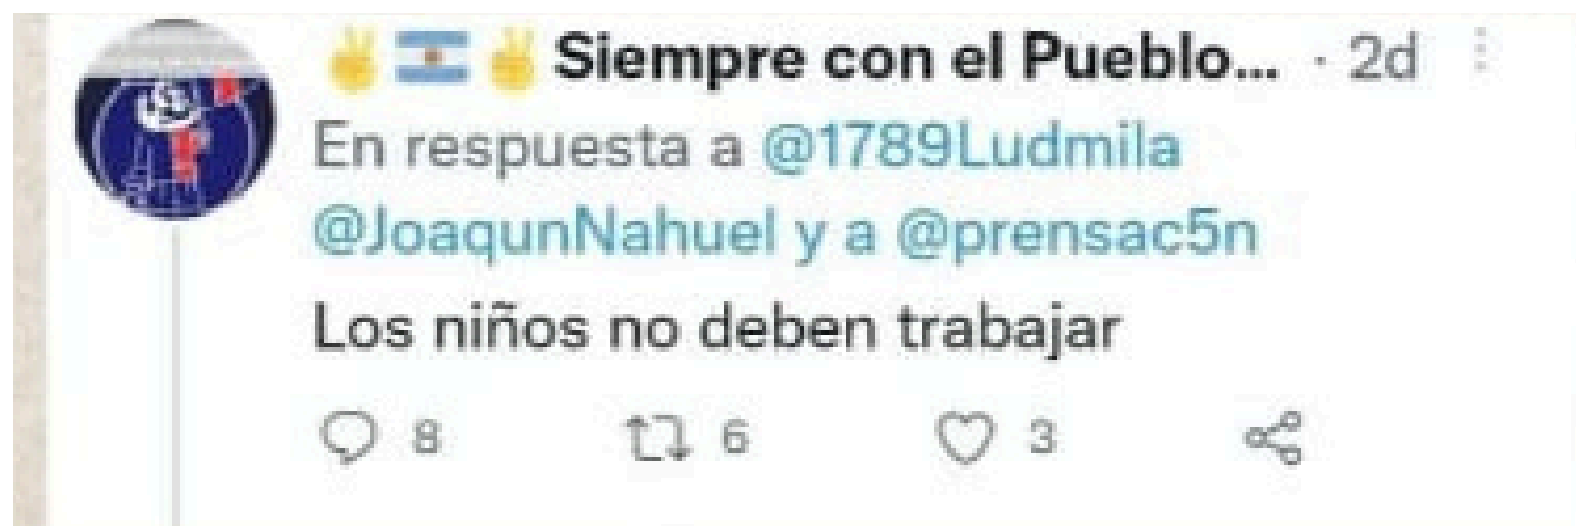 ✌🇦🇷✌ Siempre con el Pueblo... · 2d
En respuesta a @1789Ludmila
@JoaqunNahuel y a @prensac5n
Los niños no deben trabajar
8 6 3